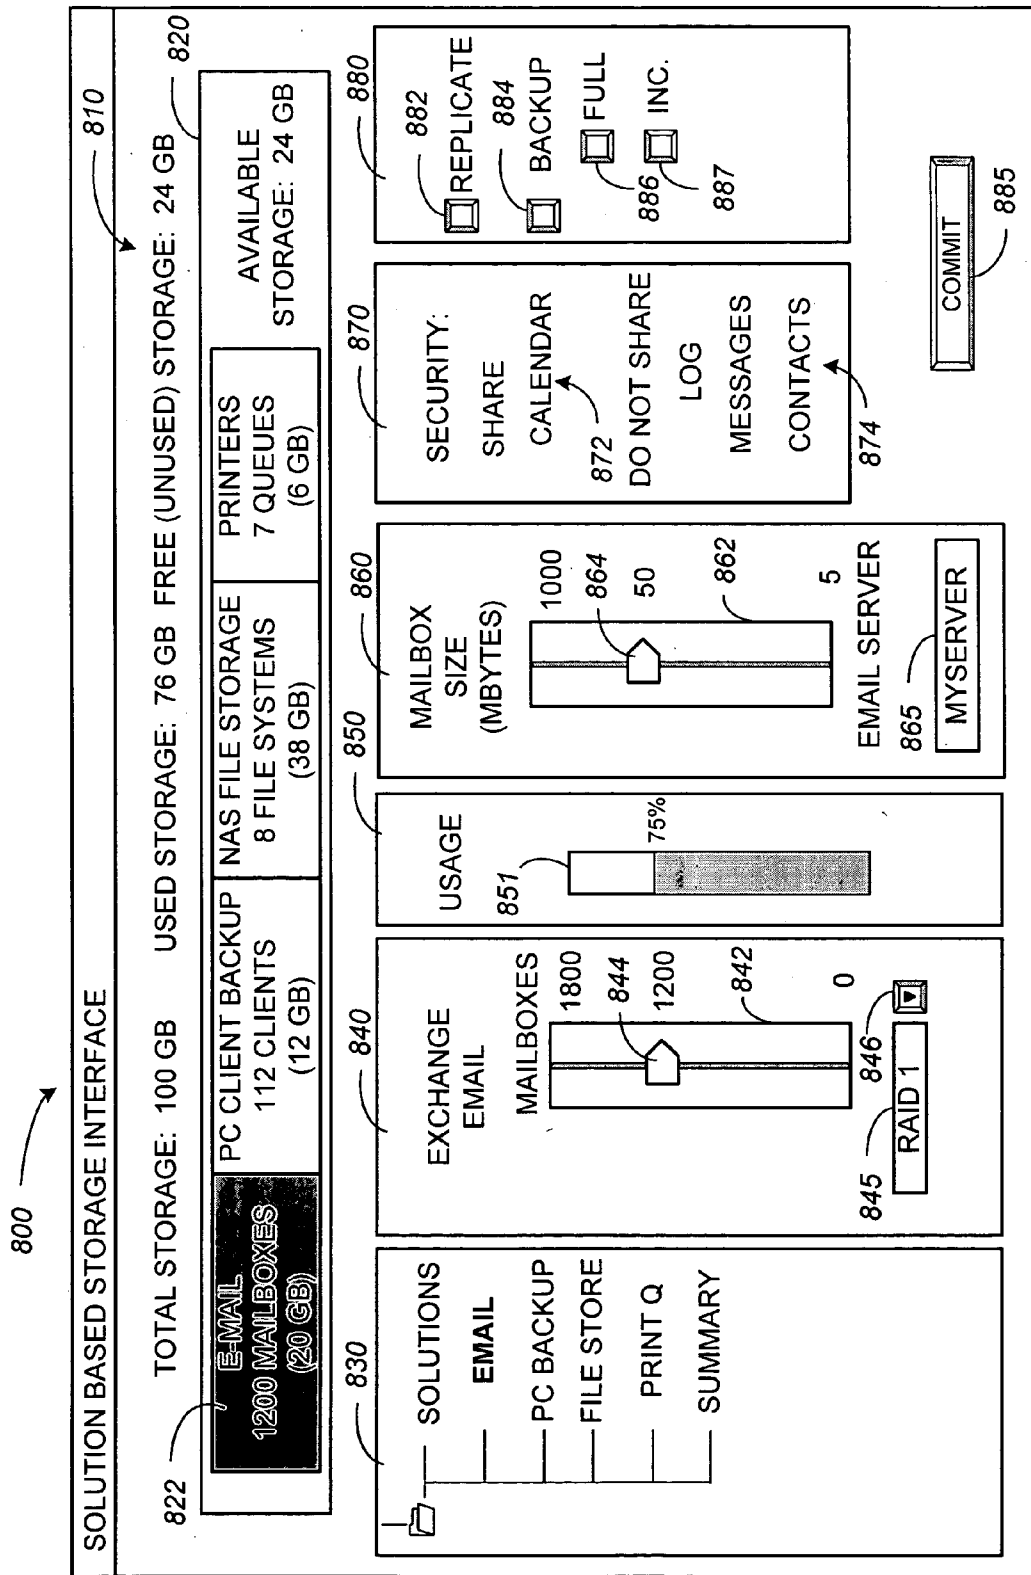 800
SOLUTION BASED STORAGE INTERFACE
810
TOTAL STORAGE: 100 GB USED STORAGE: 76 GB FREE (UNUSED) STORAGE: 24 GB
820
822
E-MAIL
1200 MAILBOXES
(20 GB)
PC CLIENT BACKUP
112 CLIENTS
(12 GB)
NAS FILE STORAGE
8 FILE SYSTEMS
(38 GB)
PRINTERS
7 QUEUES
(6 GB)
AVAILABLE
STORAGE: 24 GB
830
SOLUTIONS
EMAIL
PC BACKUP
FILE STORE
PRINT Q
SUMMARY
840
EXCHANGE
EMAIL
MAILBOXES
1800
844
1200
842
0
845
846
RAID 1
850
USAGE
851
75%
860
MAILBOX
SIZE
(MBYTES)
1000
864
50
862
5
EMAIL SERVER
865
MYSERVER
870
SECURITY:
SHARE
CALENDAR
872
DO NOT SHARE
LOG
MESSAGES
CONTACTS
874
880
882
REPLICATE
884
BACKUP
FULL
886
INC.
887
COMMIT
885